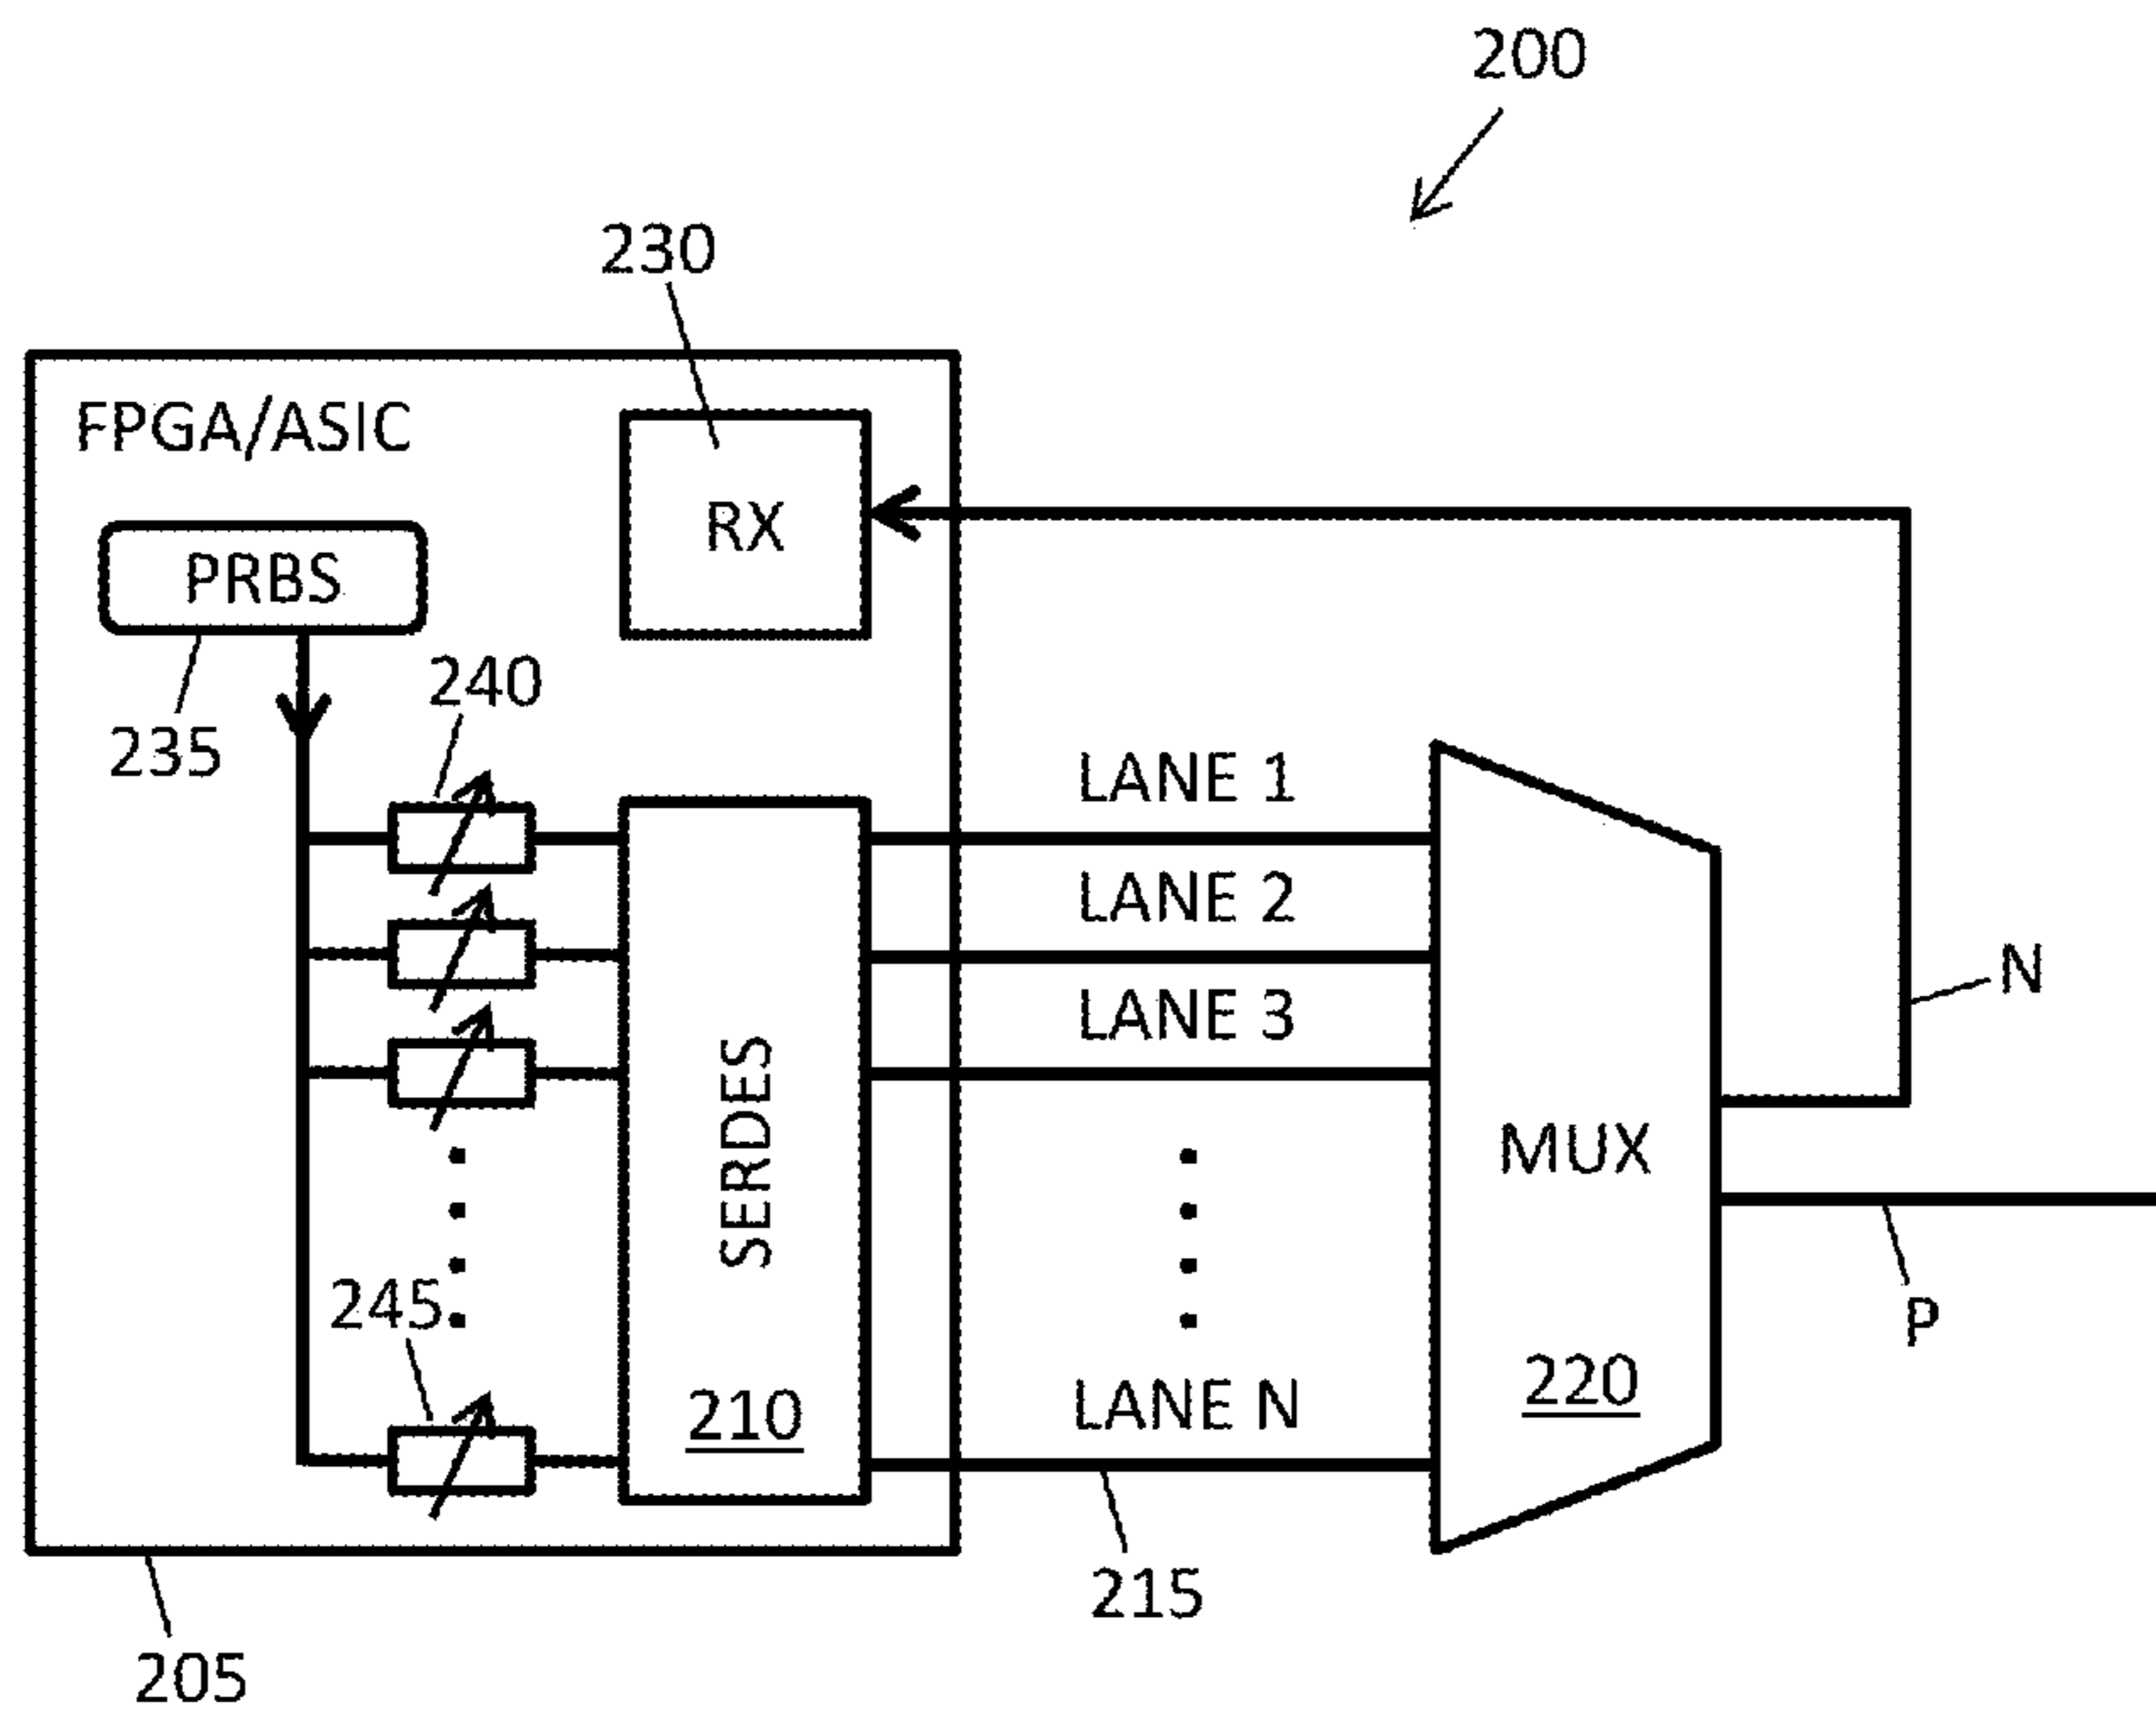 200
230
FPGA/ASIC
RX
PRBS
240
235
LANE 1
LANE 2
N
LANE 3
SERDES
MUX
245
P
220
LANE N
210
215
205